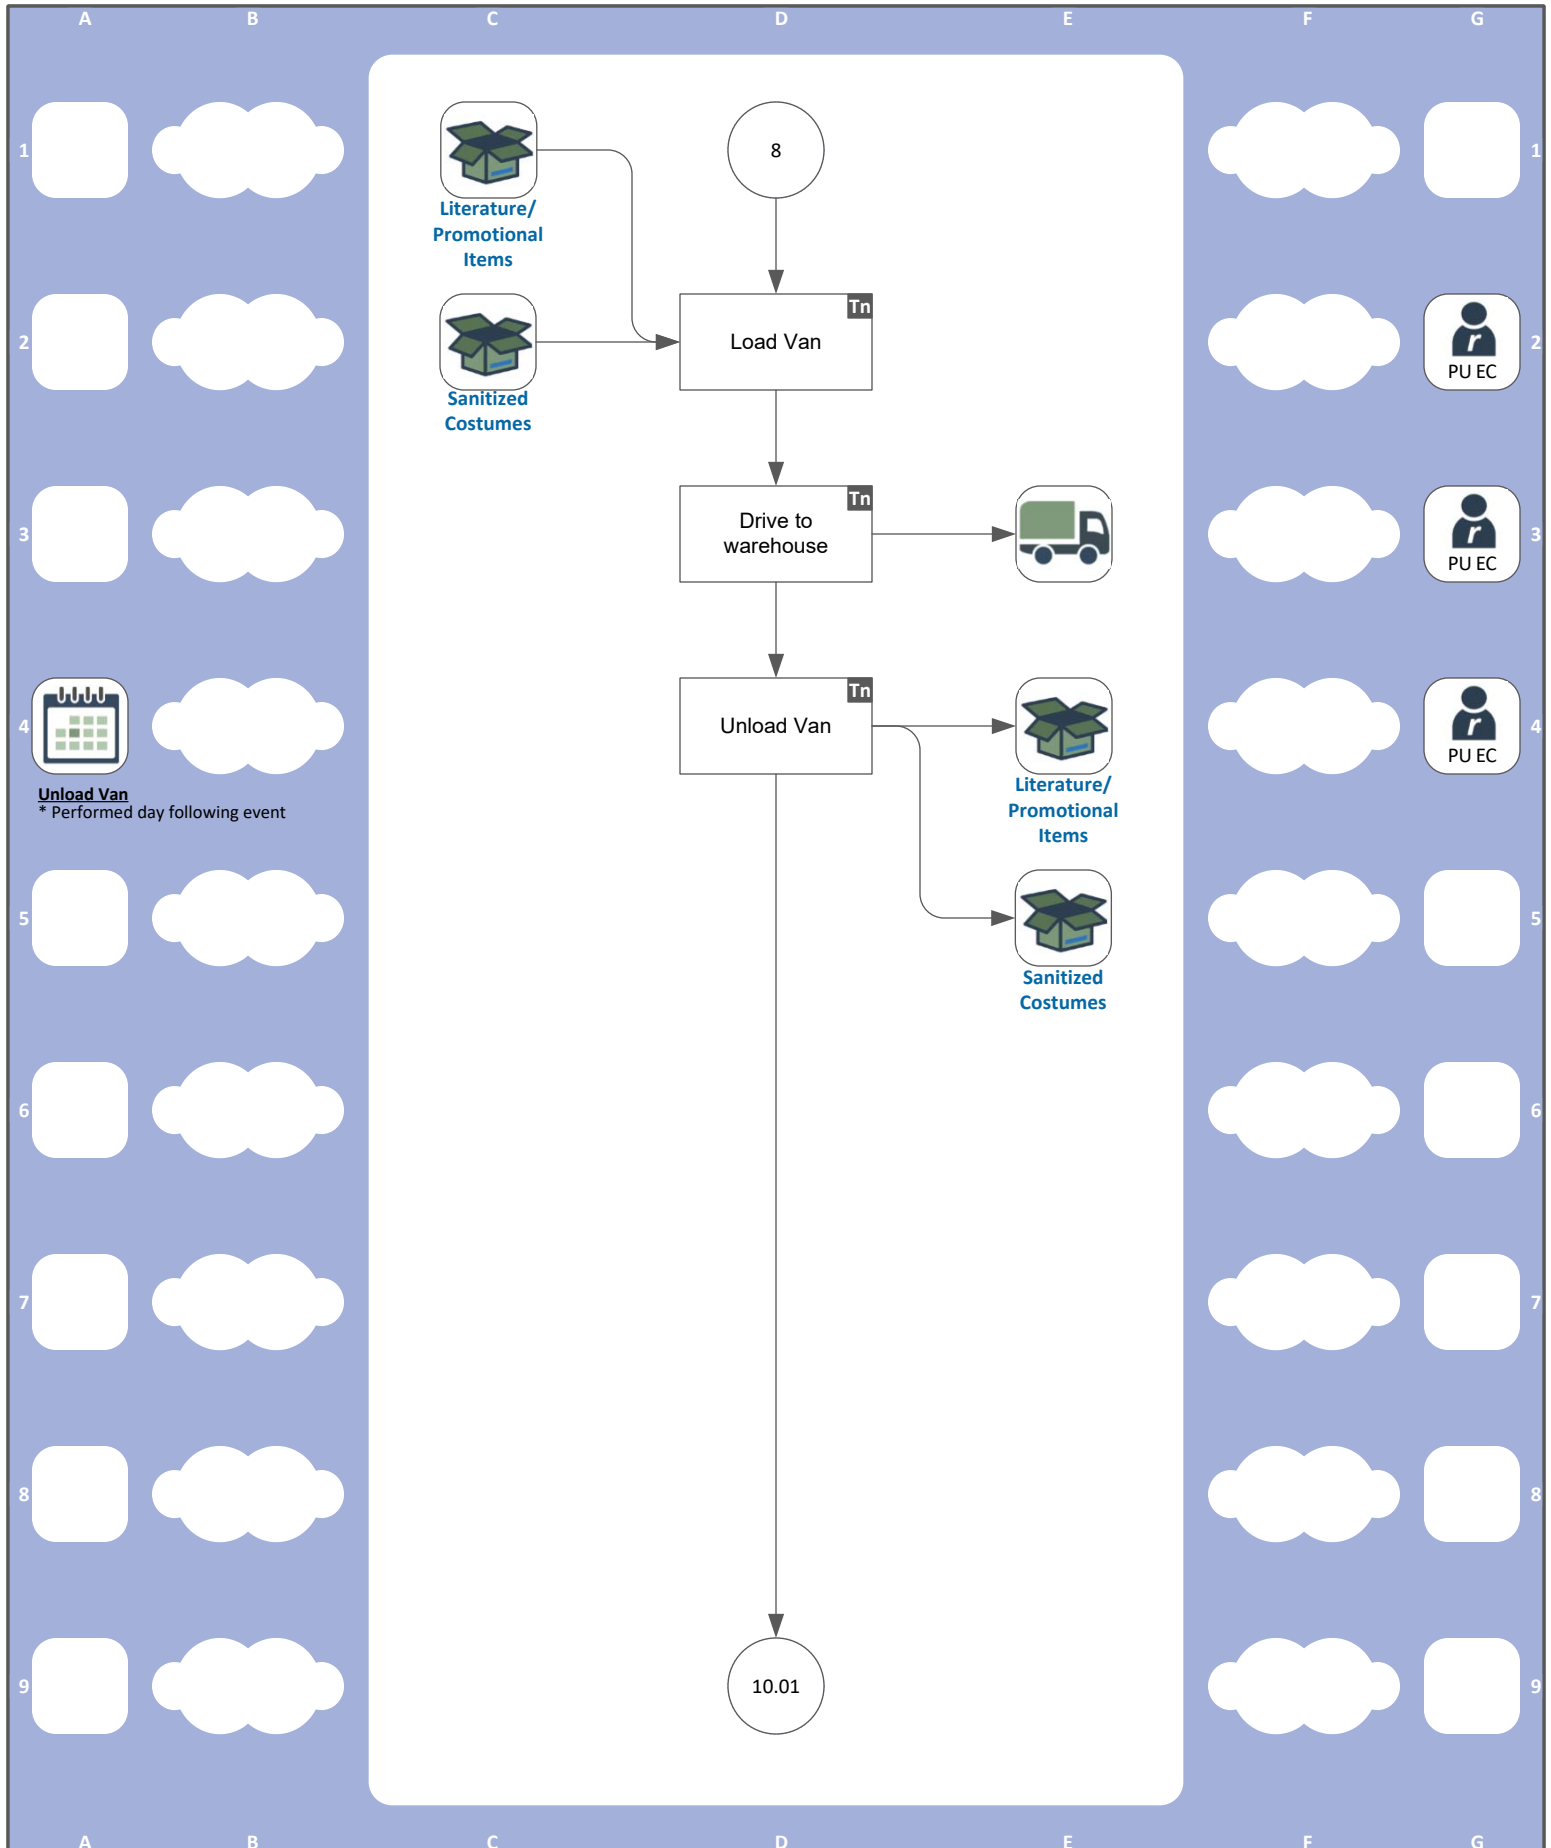 A B C D E F G
1 8 1
Literature/
Promotional
Items
Tn
2 Load Van 2
PU EC
Sanitized
Costumes
Tn
3 Drive to 3
warehouse
PU EC
Tn
4 Unload Van 4
PU EC
Unload Van
* Performed day following event
Literature/
Promotional
Items
5 5
Sanitized
Costumes
6 6
7 7
8 8
9 10.01 9
A B C D E F G